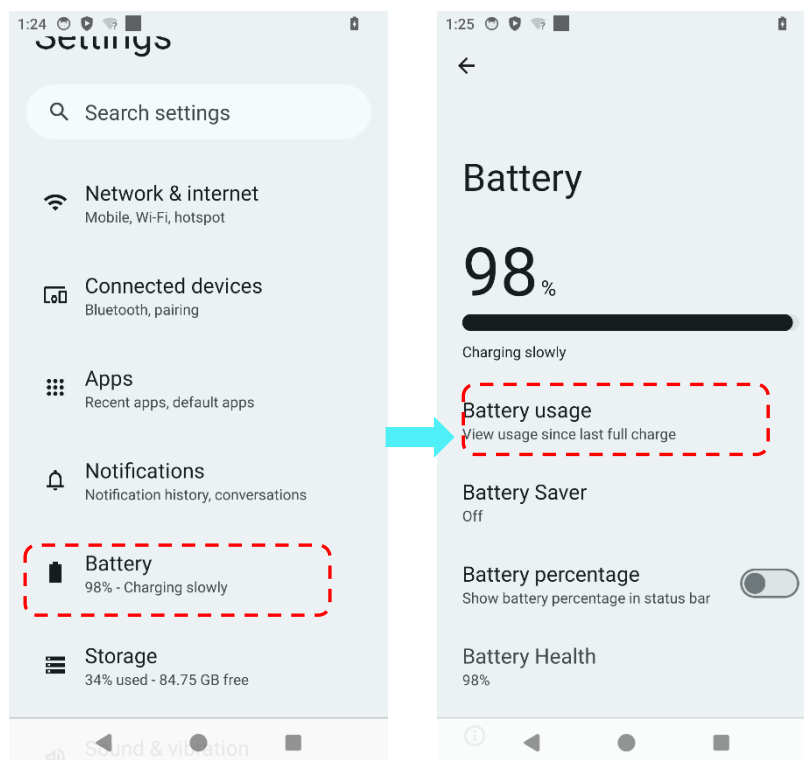 1:24
Settings
Search settings
Network & internet
Mobile, Wi-Fi, hotspot
Connected devices
Bluetooth, pairing
Apps
Recent apps, default apps
Notifications
Notification history, conversations
Battery
98% - Charging slowly
Storage
34% used - 84.75 GB free
Sound & vibration
1:25
Battery
98 %
Charging slowly
Battery usage
View usage since last full charge
Battery Saver
Off
Battery percentage
Show battery percentage in status bar
Battery Health
98%